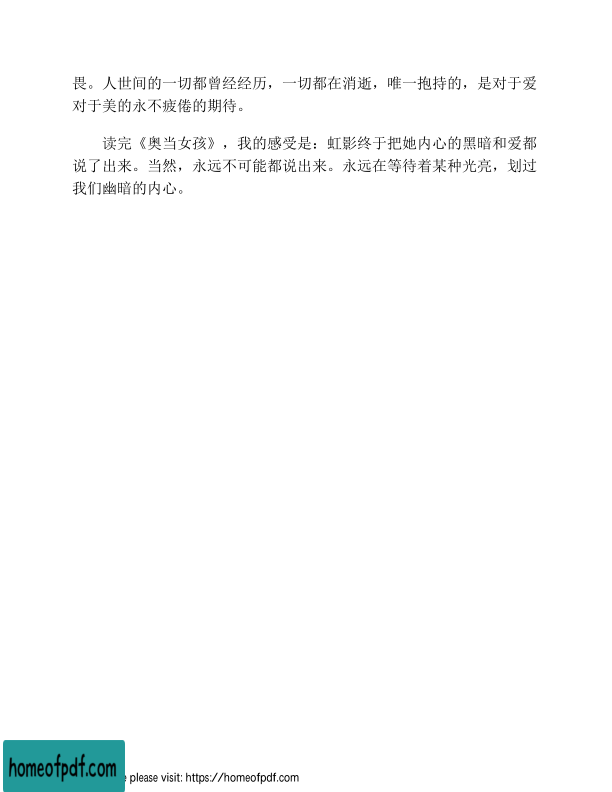 畏。人世间的一切都曾经经历，一切都在消逝，唯一抱持的，是对于爱
对于美的永不疲倦的期待。
读完《奥当女孩》，我的感受是：虹影终于把她内心的黑暗和爱都
说了出来。当然，永远不可能都说出来。永远在等待着某种光亮，划过
我们幽暗的内心。
homeofpdf.com
e please visit: https://homeofpdf.com